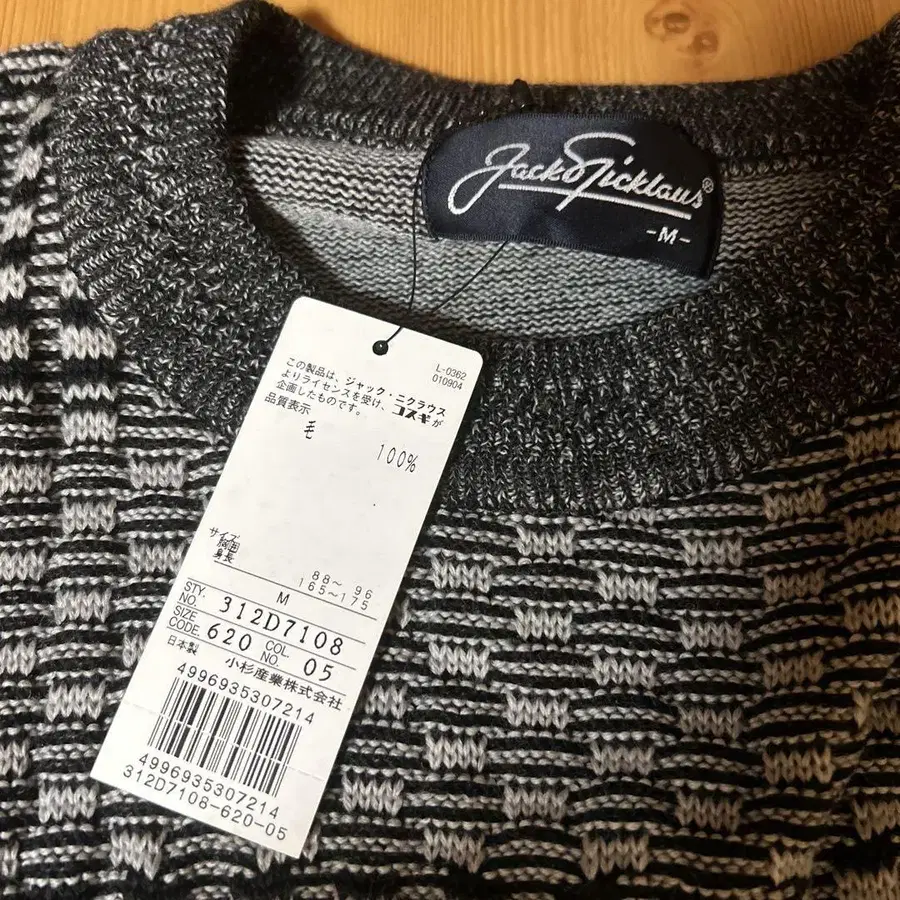 Jack Nicklaus®
-M-
L-0362
010904
この製品は、ジャック・ニクラウス
よりライセンスを受け、コスギが
企画したものです。
品質表示
毛
100%
サイズ
胸囲 88～ 96
身長 165～175
M
STY. NO. 312D7108
SIZE CODE. 620 COL. NO. 05
日本製 小杉産業株式会社
4996935307214
4996935307214
312D7108-620-05